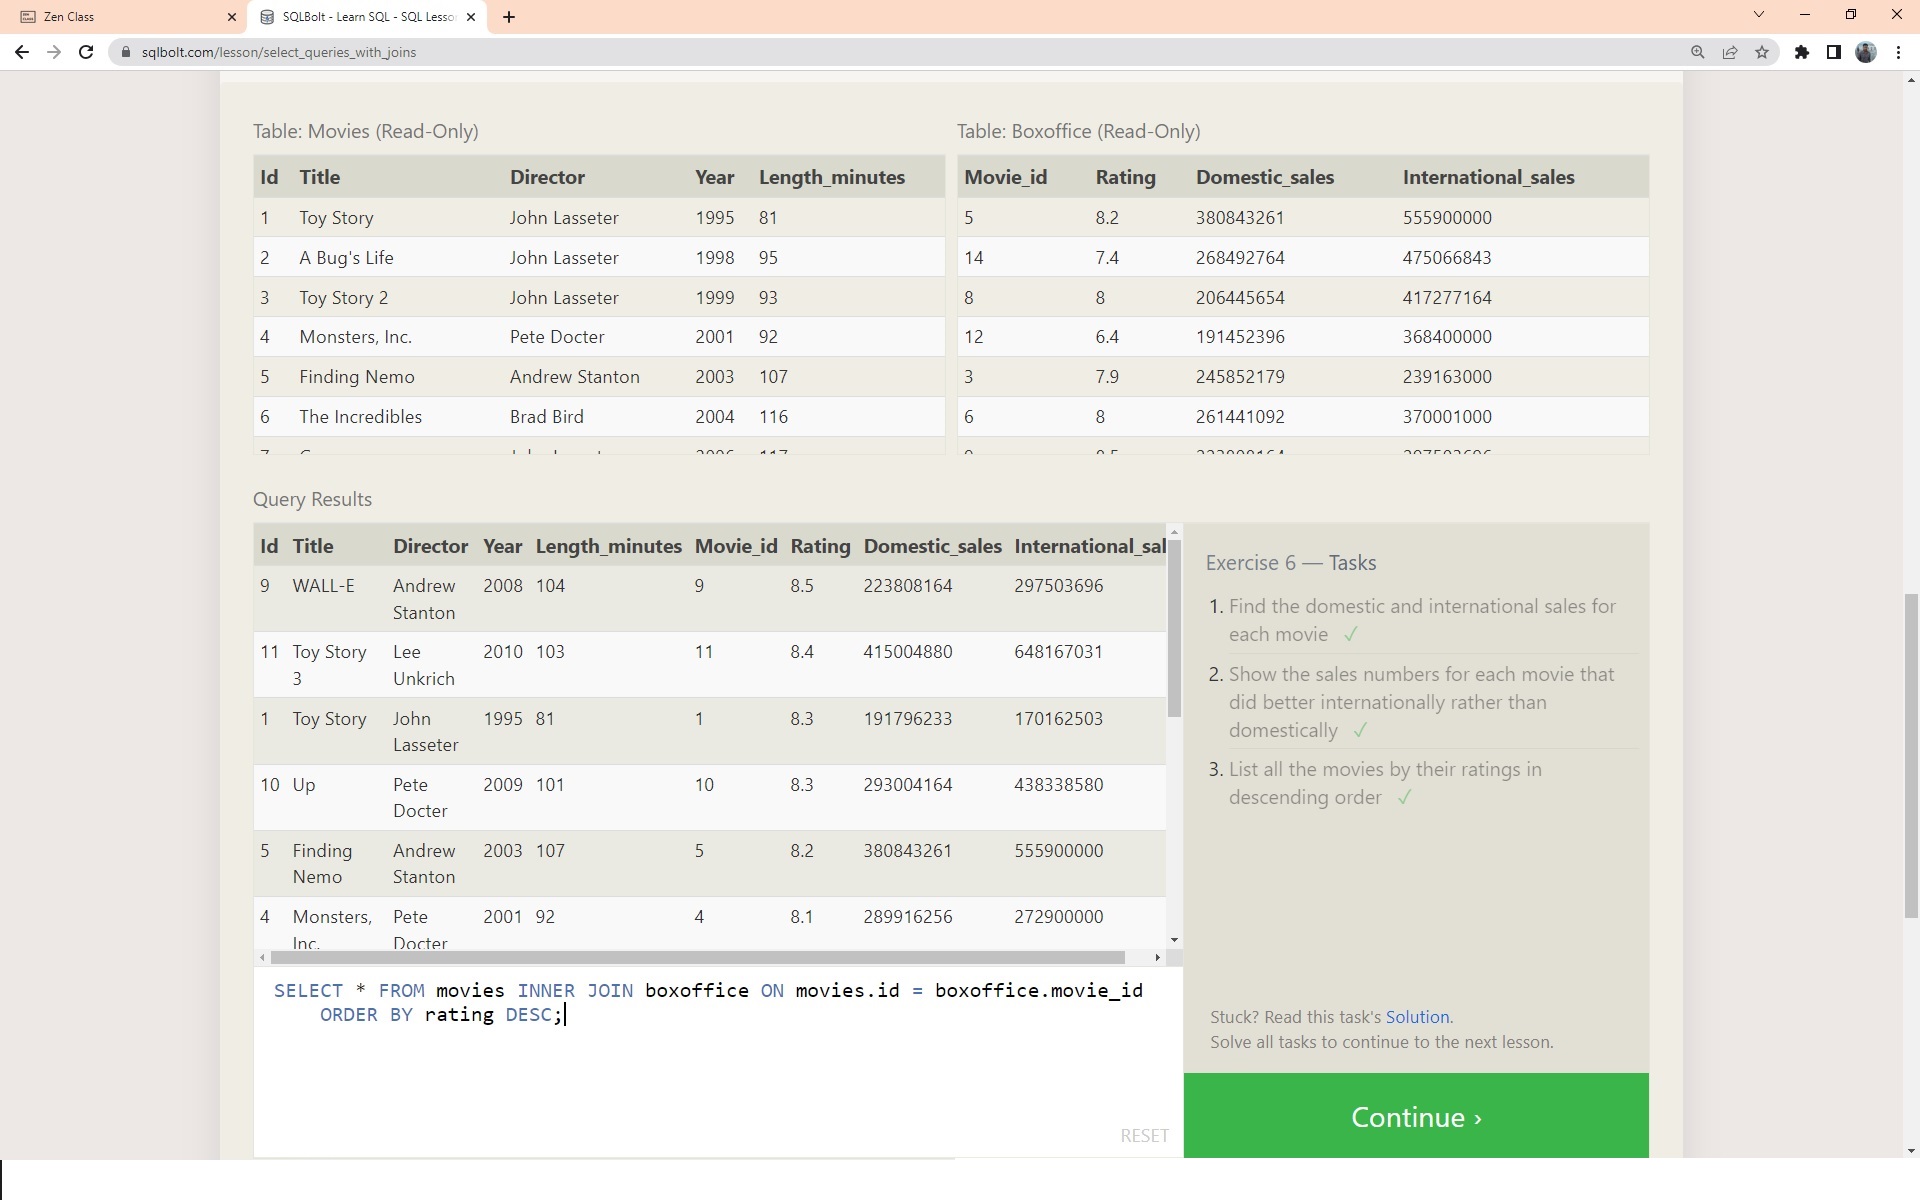 Zen Class
SQLBolt - Learn SQL - SQL Lesso
sqlbolt.com/lesson/select_queries_with_joins
Table: Movies (Read-Only)
Id Title Director Year Length_minutes
1 Toy Story John Lasseter 1995 81
2 A Bug's Life John Lasseter 1998 95
3 Toy Story 2 John Lasseter 1999 93
4 Monsters, Inc. Pete Docter 2001 92
5 Finding Nemo Andrew Stanton 2003 107
6 The Incredibles Brad Bird 2004 116
Table: Boxoffice (Read-Only)
Movie_id Rating Domestic_sales International_sales
5 8.2 380843261 555900000
14 7.4 268492764 475066843
8 8 206445654 417277164
12 6.4 191452396 368400000
3 7.9 245852179 239163000
6 8 261441092 370001000
Query Results
Id Title Director Year Length_minutes Movie_id Rating Domestic_sales International_sal
9 WALL-E Andrew Stanton 2008 104 9 8.5 223808164 297503696
11 Toy Story 3 Lee Unkrich 2010 103 11 8.4 415004880 648167031
1 Toy Story John Lasseter 1995 81 1 8.3 191796233 170162503
10 Up Pete Docter 2009 101 10 8.3 293004164 438338580
5 Finding Nemo Andrew Stanton 2003 107 5 8.2 380843261 555900000
4 Monsters, Inc. Pete Docter 2001 92 4 8.1 289916256 272900000
SELECT * FROM movies INNER JOIN boxoffice ON movies.id = boxoffice.movie_id
ORDER BY rating DESC;
RESET
Exercise 6 — Tasks
1. Find the domestic and international sales for
each movie ✓
2. Show the sales numbers for each movie that
did better internationally rather than
domestically ✓
3. List all the movies by their ratings in
descending order ✓
Stuck? Read this task's Solution.
Solve all tasks to continue to the next lesson.
Continue ›